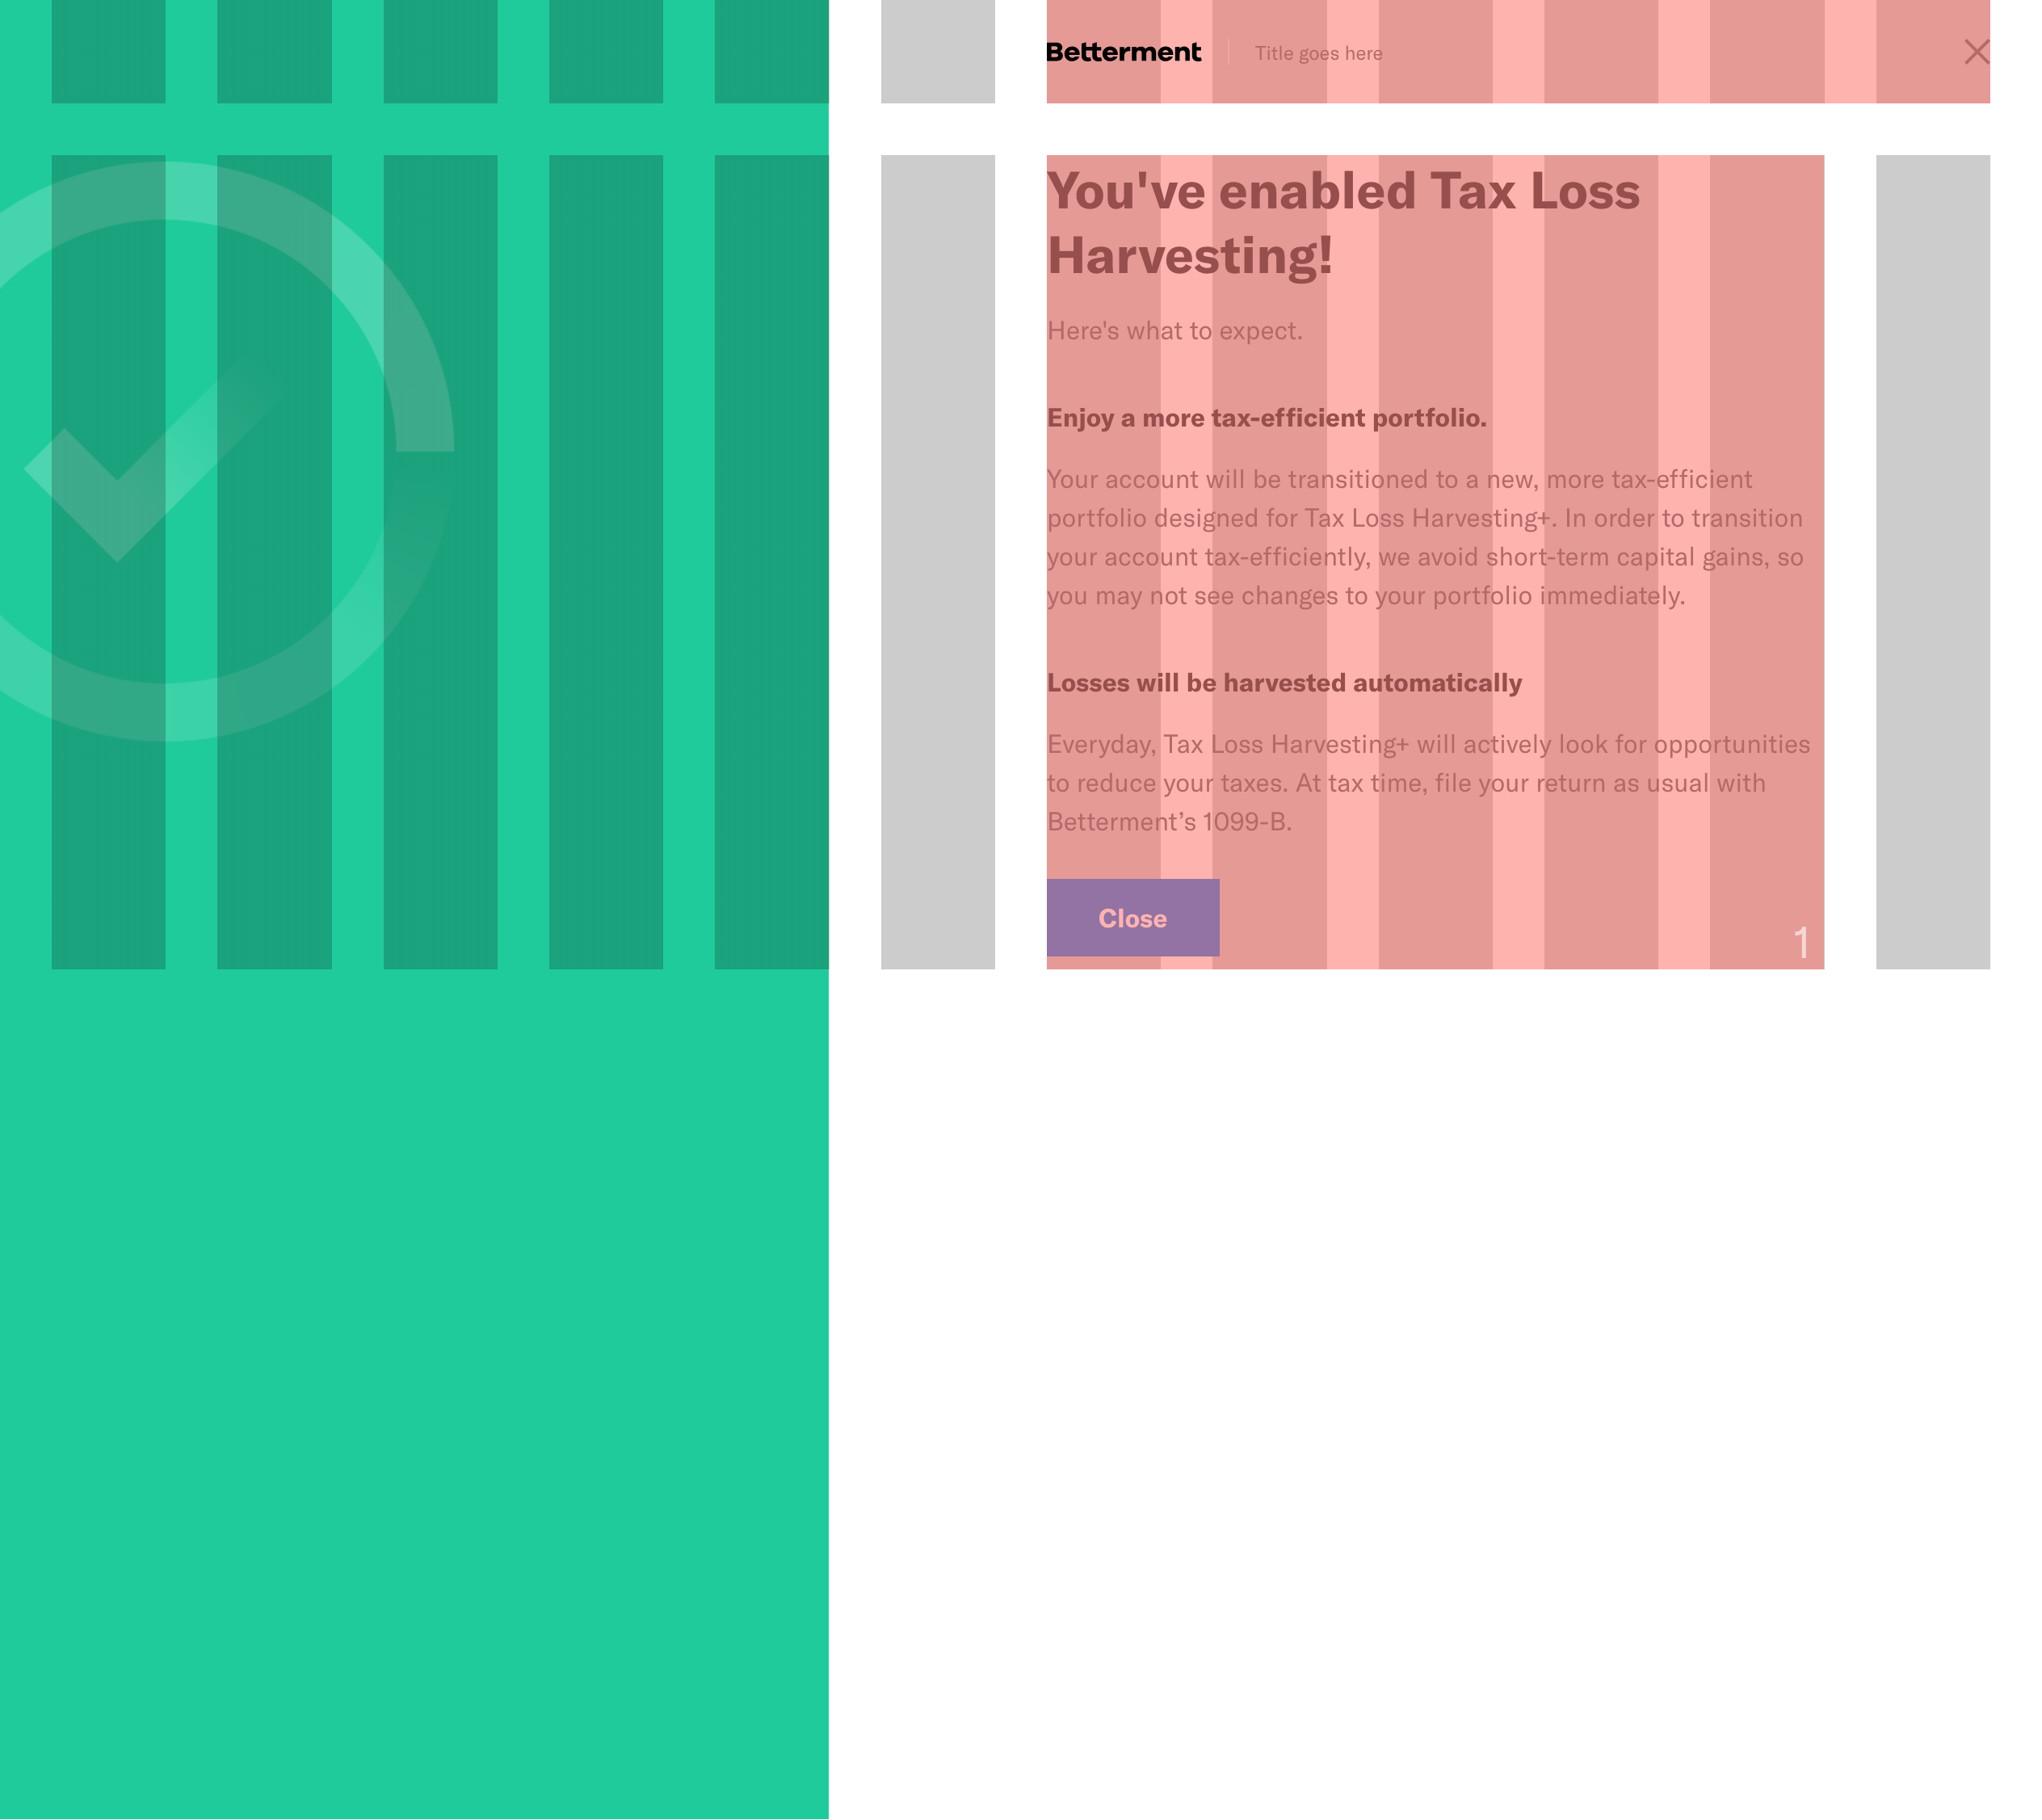 Betterment
Title goes here
You've enabled Tax Loss
Harvesting!
Here's what to expect.
Enjoy a more tax-efficient portfolio.
Your account will be transitioned to a new, more tax-efficient
portfolio designed for Tax Loss Harvesting+. In order to transition
your account tax-efficiently, we avoid short-term capital gains, so
you may not see changes to your portfolio immediately.
Losses will be harvested automatically
Everyday, Tax Loss Harvesting+ will actively look for opportunities
to reduce your taxes. At tax time, file your return as usual with
Betterment’s 1099-B.
Close
1